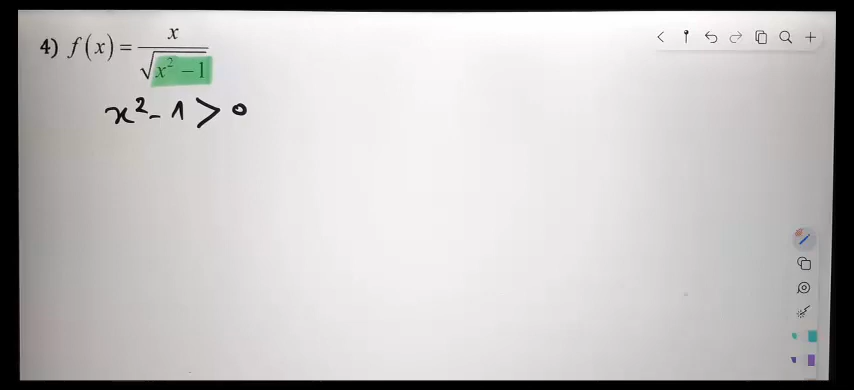 4) f(x) = x / √(x² − 1)
x² - 1 > 0